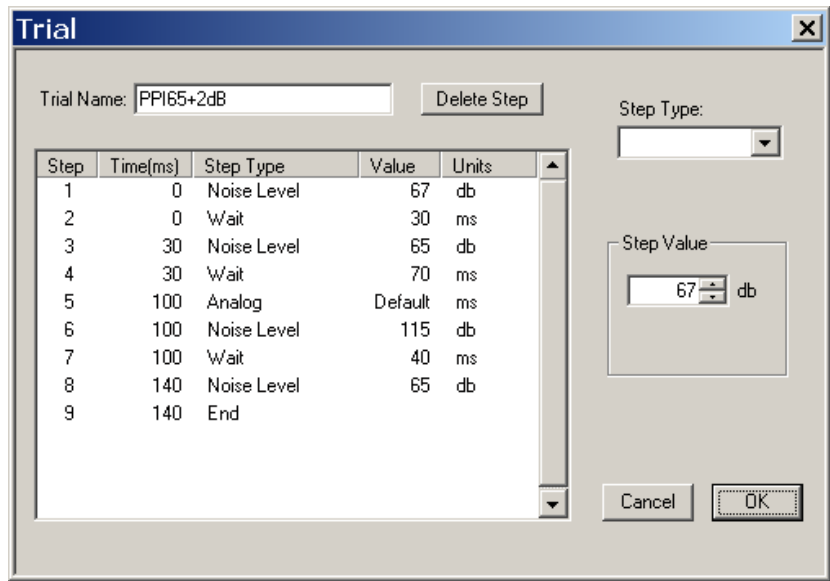 Trial
Trial Name: PPI65+2dB Delete Step
Step Type:
Step Time(ms) Step Type Value Units
1 0 Noise Level 67 db
2 0 Wait 30 ms
3 30 Noise Level 65 db
4 30 Wait 70 ms
5 100 Analog Default ms
6 100 Noise Level 115 db
7 100 Wait 40 ms
8 140 Noise Level 65 db
9 140 End
Step Value
67 db
Cancel OK